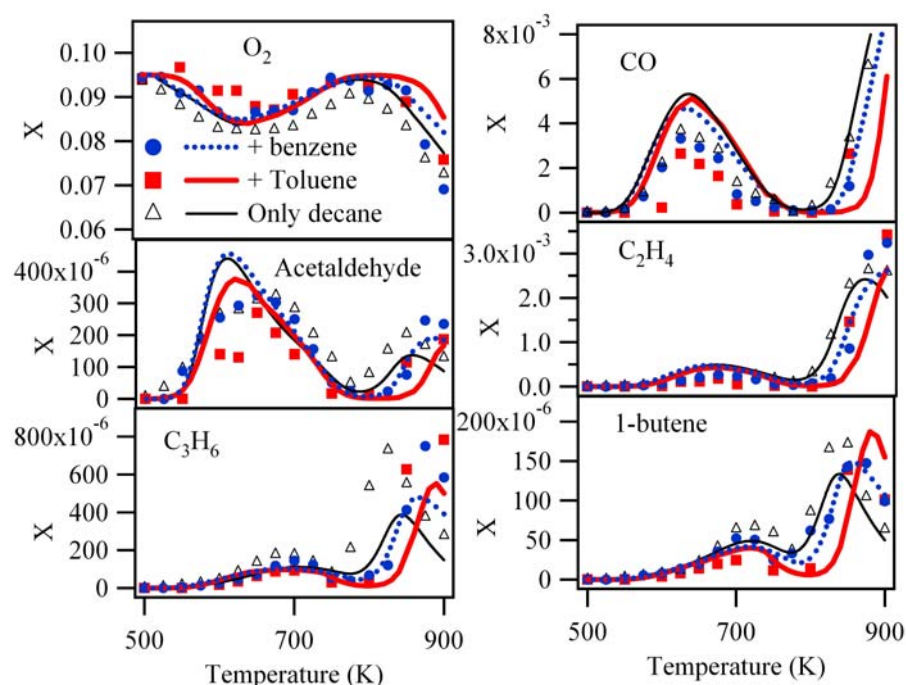 O₂
0.10
0.09
0.08
0.07
0.06
X
+ benzene
+ Toluene
Only decane
CO
8x10⁻³
6
4
2
0
X
Acetaldehyde
400x10⁻⁶
300
200
100
0
X
C₂H₄
3.0x10⁻³
2.0
1.0
0.0
X
C₃H₆
800x10⁻⁶
600
400
200
0
X
500 700 900
Temperature (K)
1-butene
200x10⁻⁶
150
100
50
0
X
500 700 900
Temperature (K)